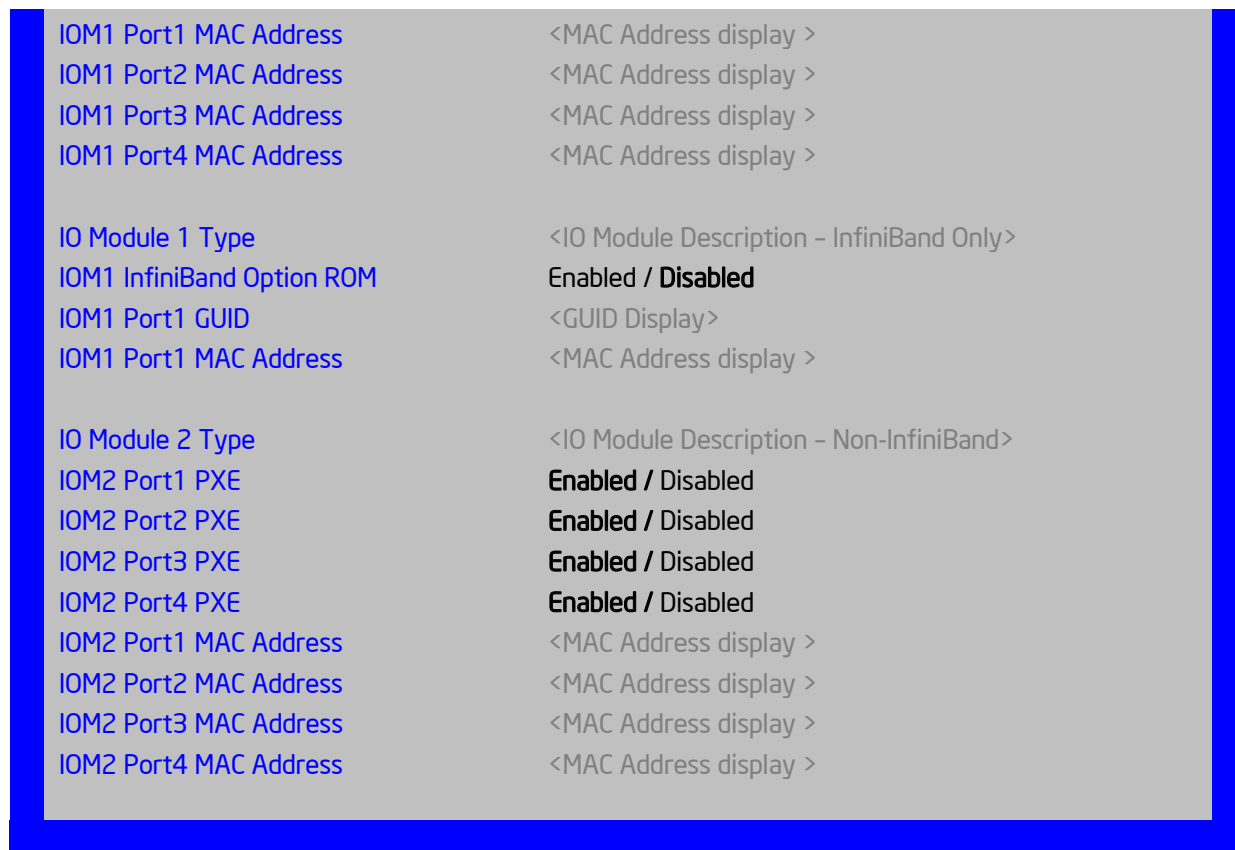 IOM1 Port1 MAC Address <MAC Address display >
IOM1 Port2 MAC Address <MAC Address display >
IOM1 Port3 MAC Address <MAC Address display >
IOM1 Port4 MAC Address <MAC Address display >
IO Module 1 Type <IO Module Description – InfiniBand Only>
IOM1 InfiniBand Option ROM Enabled / Disabled
IOM1 Port1 GUID <GUID Display>
IOM1 Port1 MAC Address <MAC Address display >
IO Module 2 Type <IO Module Description – Non-InfiniBand>
IOM2 Port1 PXE Enabled / Disabled
IOM2 Port2 PXE Enabled / Disabled
IOM2 Port3 PXE Enabled / Disabled
IOM2 Port4 PXE Enabled / Disabled
IOM2 Port1 MAC Address <MAC Address display >
IOM2 Port2 MAC Address <MAC Address display >
IOM2 Port3 MAC Address <MAC Address display >
IOM2 Port4 MAC Address <MAC Address display >